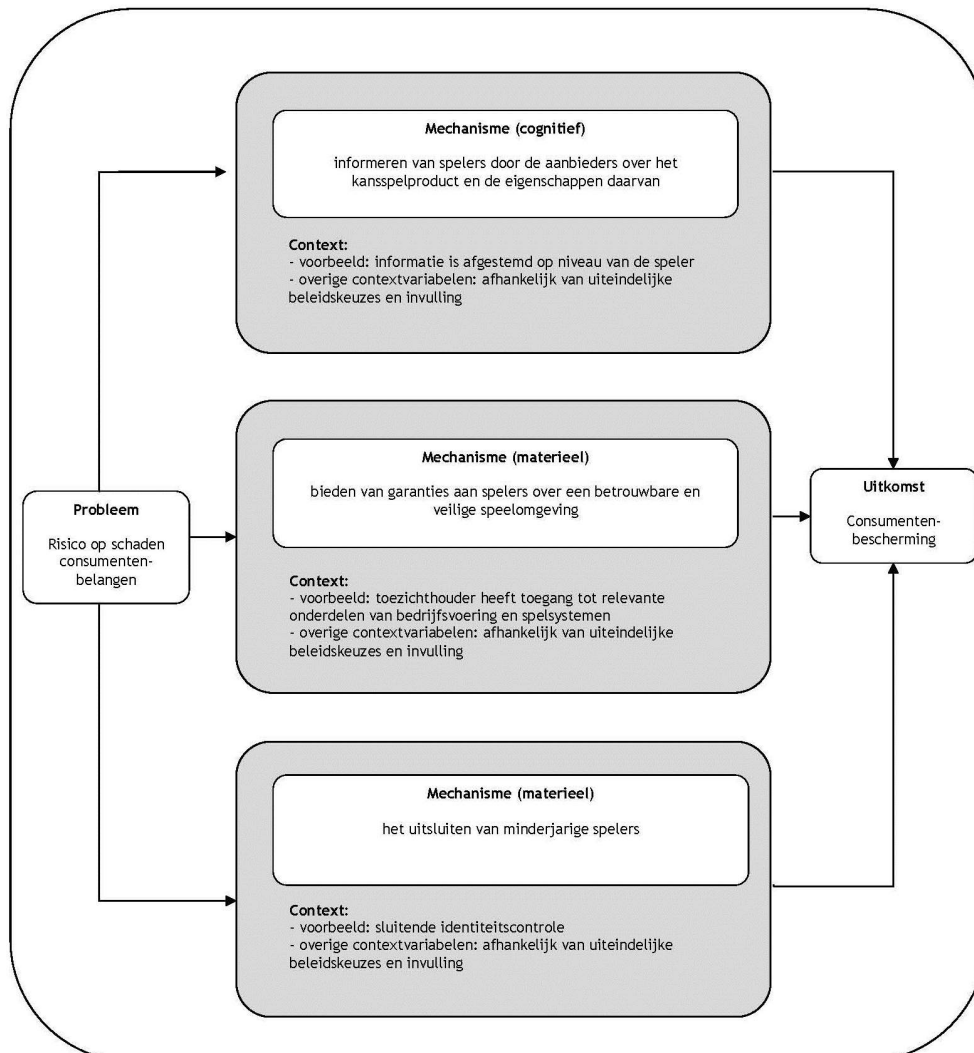 Mechanisme (cognitief)
informeren van spelers door de aanbieders over het
kansspelproduct en de eigenschappen daarvan
Context:
- voorbeeld: informatie is afgestemd op niveau van de speler
- overige contextvariabelen: afhankelijk van uiteindelijke
beleidskeuzes en invulling
Probleem
Risico op schaden
consumenten-
belangen
Mechanisme (materieel)
bieden van garanties aan spelers over een betrouwbare en
veilige speelomgeving
Context:
- voorbeeld: toezichthouder heeft toegang tot relevante
onderdelen van bedrijfsvoering en spelsystemen
- overige contextvariabelen: afhankelijk van uiteindelijke
beleidskeuzes en invulling
Uitkomst
Consumenten-
bescherming
Mechanisme (materieel)
het uitsluiten van minderjarige spelers
Context:
- voorbeeld: sluitende identiteitscontrole
- overige contextvariabelen: afhankelijk van uiteindelijke
beleidskeuzes en invulling